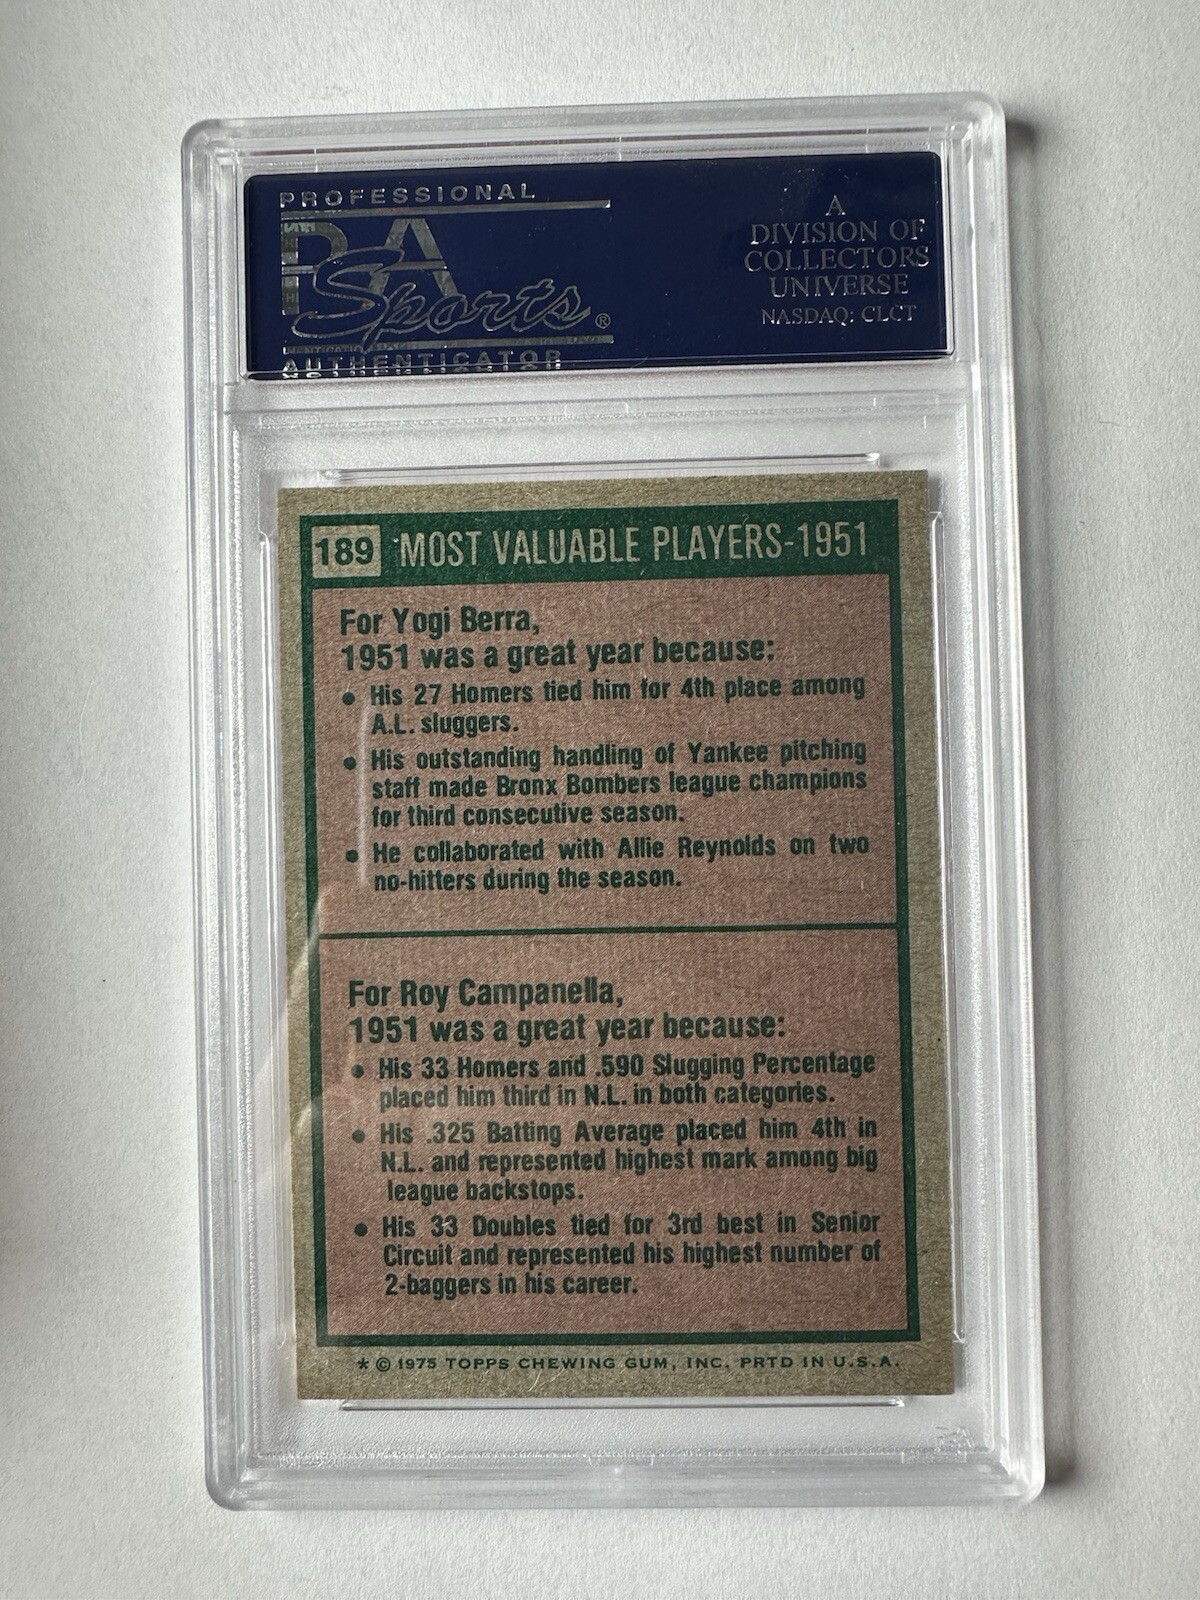 PROFESSIONAL
PSA
Sports®
AUTHENTICATOR
A
DIVISION OF
COLLECTORS
UNIVERSE
NASDAQ: CLCT
189 MOST VALUABLE PLAYERS-1951
For Yogi Berra,
1951 was a great year because:
• His 27 Homers tied him for 4th place among
A.L. sluggers.
• His outstanding handling of Yankee pitching
staff made Bronx Bombers league champions
for third consecutive season.
• He collaborated with Allie Reynolds on two
no-hitters during the season.
For Roy Campanella,
1951 was a great year because:
• His 33 Homers and .590 Slugging Percentage
placed him third in N.L. in both categories.
• His .325 Batting Average placed him 4th in
N.L. and represented highest mark among big
league backstops.
• His 33 Doubles tied for 3rd best in Senior
Circuit and represented his highest number of
2-baggers in his career.
* © 1975 TOPPS CHEWING GUM, INC. PRTD IN U.S.A.